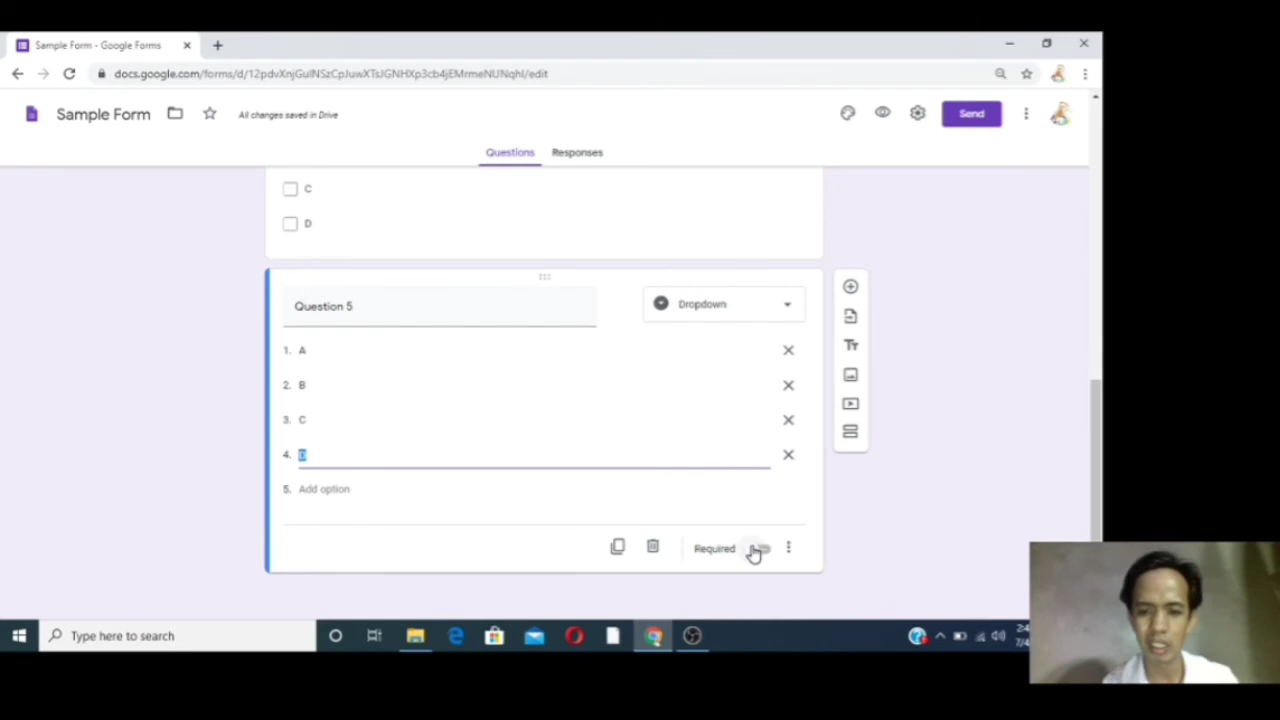 Sample Form - Google Forms
docs.google.com/forms/d/12pdvXnjGulNSzCpJuwXTsJGNHXp3cb4jEMrmeNUNqhI/edit
Sample Form
All changes saved in Drive
Send
Questions
Responses
C
D
Question 5
Dropdown
1. A
2. B
3. C
4. D
5. Add option
Required
Type here to search